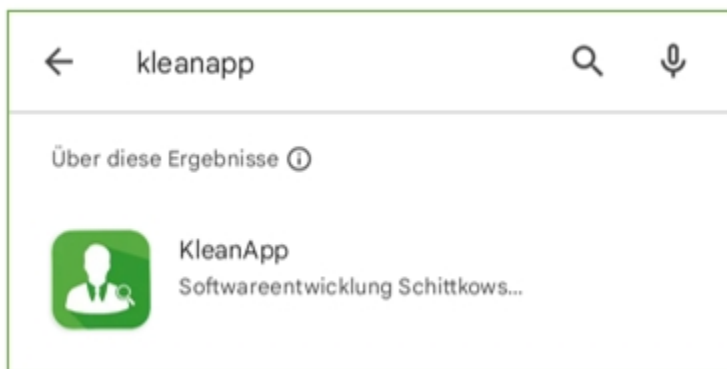 kleanapp
Über diese Ergebnisse
KleanApp
Softwareentwicklung Schittkows...